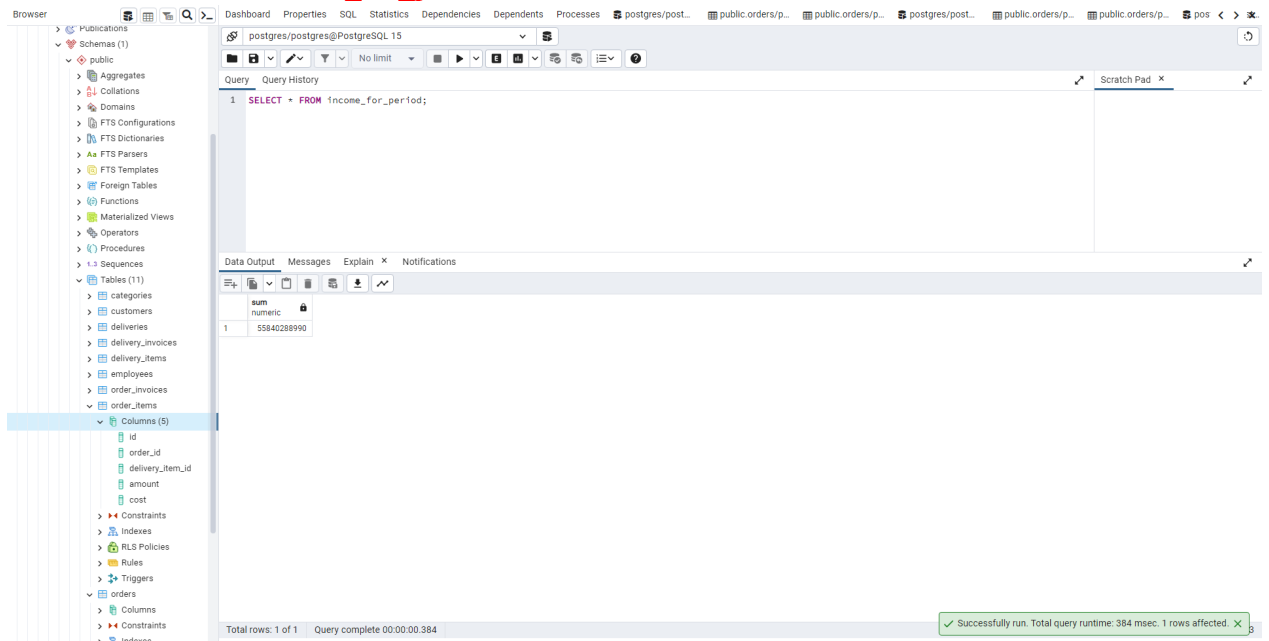 Browser
Dashboard Properties SQL Statistics Dependencies Dependents Processes postgres/post... public.orders/p... public.orders/p... postgres/post... public.orders/p... public.orders/p... pos
Publications
Schemas (1)
public
Aggregates
Collations
Domains
FTS Configurations
FTS Dictionaries
Aa FTS Parsers
FTS Templates
Foreign Tables
Functions
Materialized Views
Operators
Procedures
1..3 Sequences
Tables (11)
categories
customers
deliveries
delivery_invoices
delivery_items
employees
order_invoices
order_items
Columns (5)
id
order_id
delivery_item_id
amount
cost
Constraints
Indexes
RLS Policies
Rules
Triggers
orders
Columns
Constraints
Indexes
postgres/postgres@PostgreSQL 15
No limit
E
Query Query History
Scratch Pad
1 SELECT * FROM income_for_period;
Data Output Messages Explain Notifications
sum
numeric
1 55840288990
Total rows: 1 of 1 Query complete 00:00:00.384
Successfully run. Total query runtime: 384 msec. 1 rows affected.